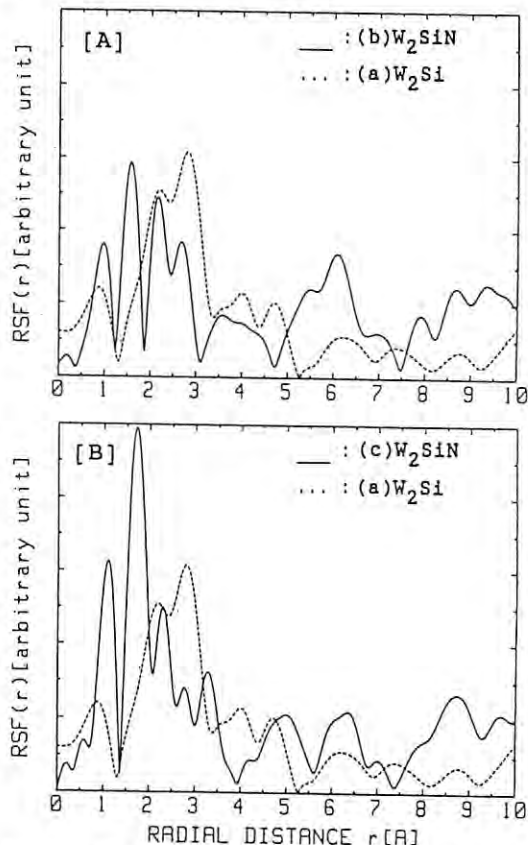 [A]
—— :(b)W₂SiN
... :(a)W₂Si
RSF(r)[arbitrary unit]
0 1 2 3 4 5 6 7 8 9 10
[B]
—— :(c)W₂SiN
... :(a)W₂Si
RSF(r)[arbitrary unit]
0 1 2 3 4 5 6 7 8 9 10
RADIAL DISTANCE r[A]